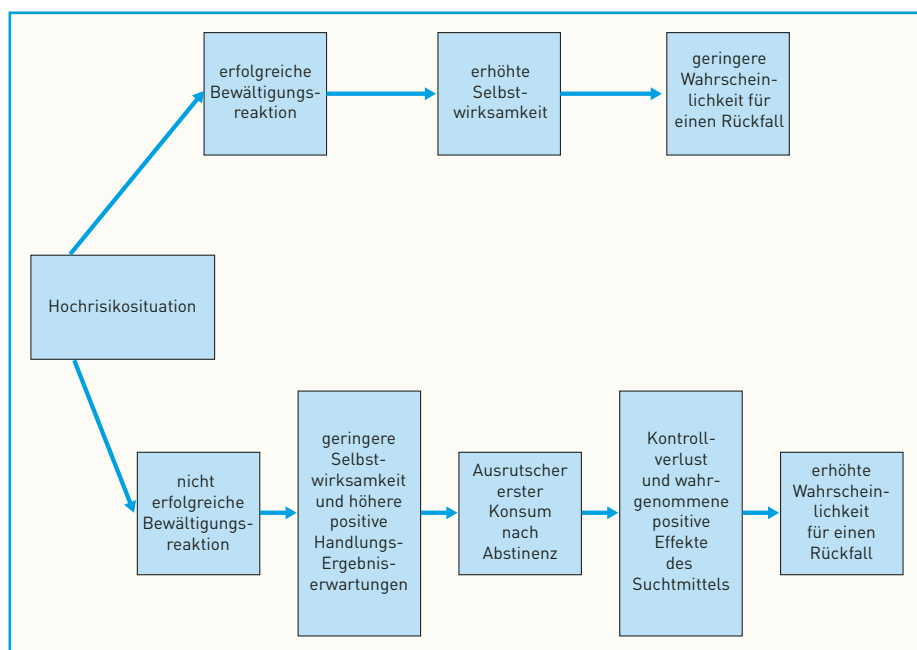 erfolgreiche
Bewältigungs-
reaktion
erhöhte
Selbst-
wirksamkeit
geringere
Wahrschein-
lichkeit für
einen Rückfall
Hochrisikosituation
nicht
erfolgreiche
Bewältigungs-
reaktion
geringere
Selbst-
wirksamkeit
und höhere
positive
Handlungs-
Ergebnis-
erwartungen
Ausrutscher
erster
Konsum
nach
Abstinenz
Kontroll-
verlust
und wahr-
genommene
positive
Effekte
des
Suchtmittels
erhöhte
Wahrschein-
lichkeit
für einen
Rückfall